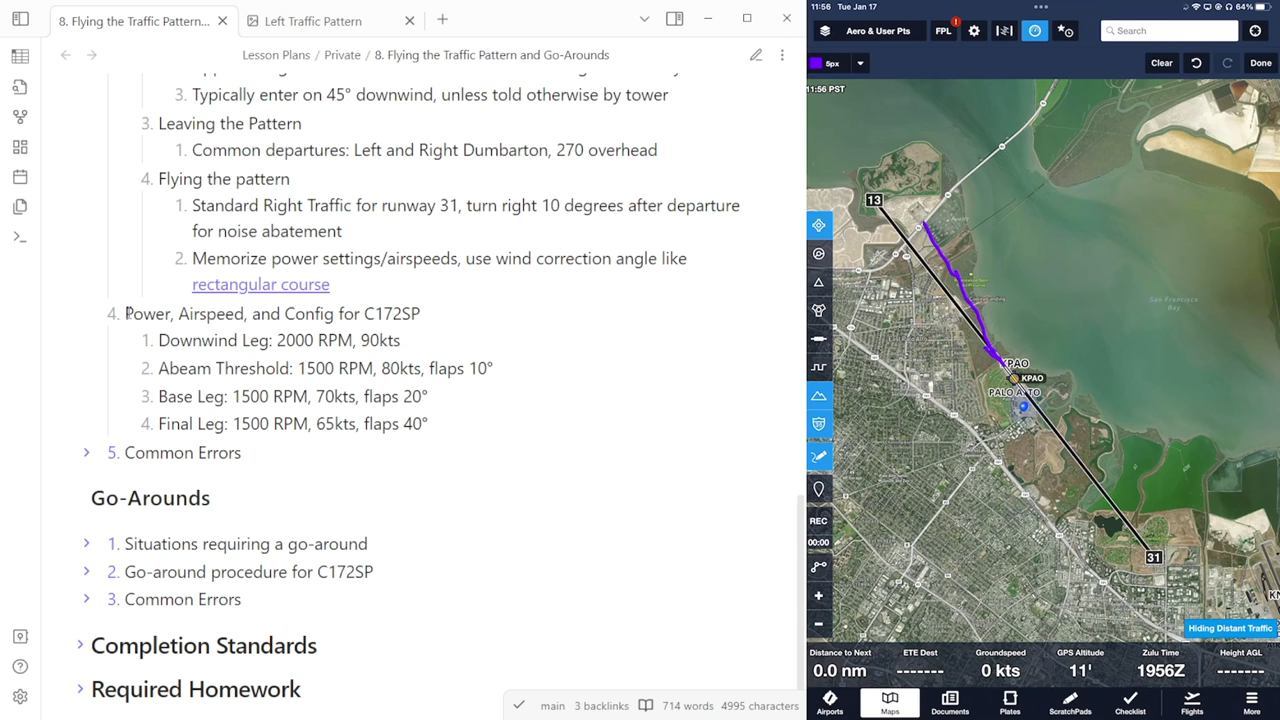 8. Flying the Traffic Pattern...
Left Traffic Pattern
Lesson Plans / Private / 8. Flying the Traffic Pattern and Go-Arounds
3. Typically enter on 45° downwind, unless told otherwise by tower
3. Leaving the Pattern
1. Common departures: Left and Right Dumbarton, 270 overhead
4. Flying the pattern
1. Standard Right Traffic for runway 31, turn right 10 degrees after departure
for noise abatement
2. Memorize power settings/airspeeds, use wind correction angle like
rectangular course
4. Power, Airspeed, and Config for C172SP
1. Downwind Leg: 2000 RPM, 90kts
2. Abeam Threshold: 1500 RPM, 80kts, flaps 10°
3. Base Leg: 1500 RPM, 70kts, flaps 20°
4. Final Leg: 1500 RPM, 65kts, flaps 40°
5. Common Errors
Go-Arounds
1. Situations requiring a go-around
2. Go-around procedure for C172SP
3. Common Errors
Completion Standards
Required Homework
main 3 backlinks 714 words 4995 characters
11:56 Tue Jan 17
64%
Aero & User Pts
FPL
Search
5px
Clear
Done
11:56 PST
13
KPAO
KPAO
PALO ALTO
San Francisco
Bay
31
REC
00:00
Hiding Distant Traffic
Distance to Next ETE Dest Groundspeed GPS Altitude Zulu Time Height AGL
0.0 nm ------- 0 kts 11' 1956Z -------
Airports Maps Documents Plates ScratchPads Checklist Flights More